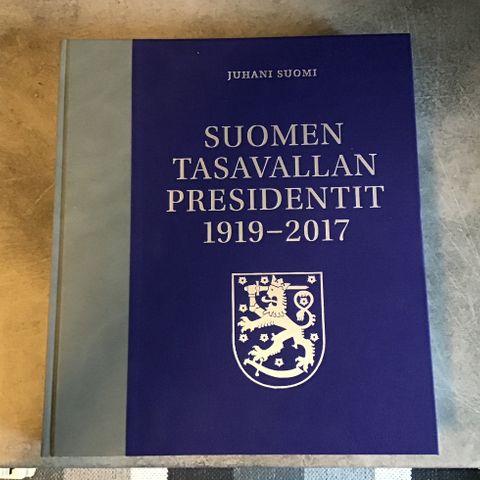 JUHANI SUOMI
SUOMEN
TASAVALLAN
PRESIDENTIT
1919–2017